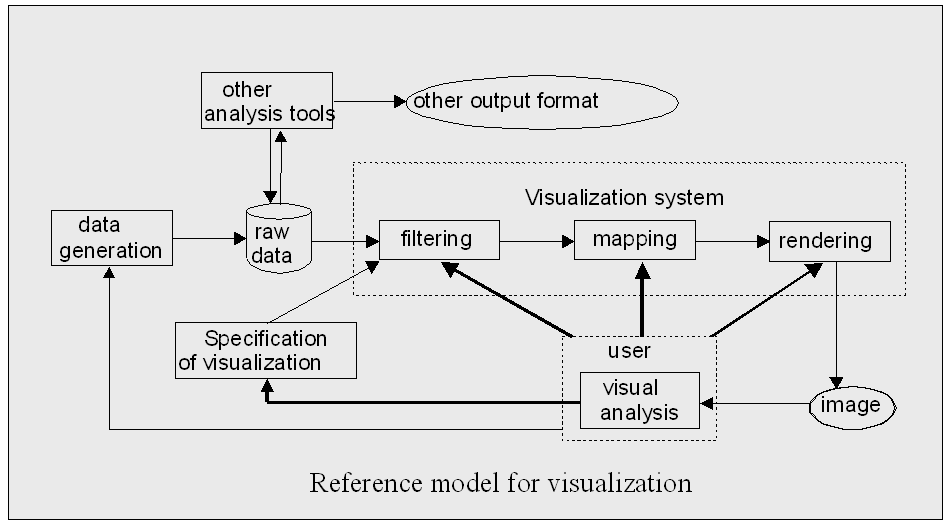 other
analysis tools
other output format
Visualization system
data
generation
raw
data
filtering
mapping
rendering
Specification
of visualization
user
visual
analysis
image
Reference model for visualization